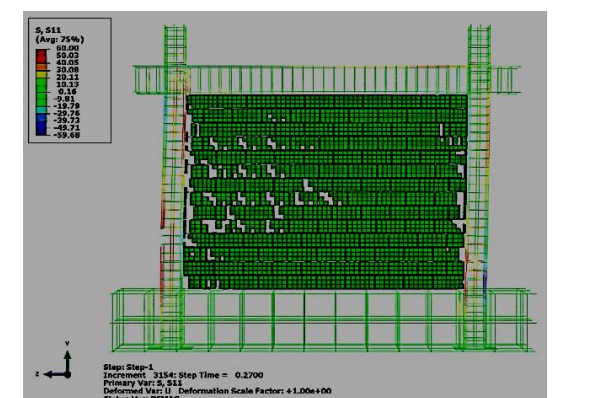 S, S11
(Avg: 75%)
60.00
50.03
40.05
30.08
20.11
10.13
0.16
-9.81
-19.79
-29.76
-39.73
-49.71
-59.68
Y
Z
Step: Step-1
Increment 3154: Step Time = 0.2700
Primary Var: S, S11
Deformed Var: U Deformation Scale Factor: +1.00e+00